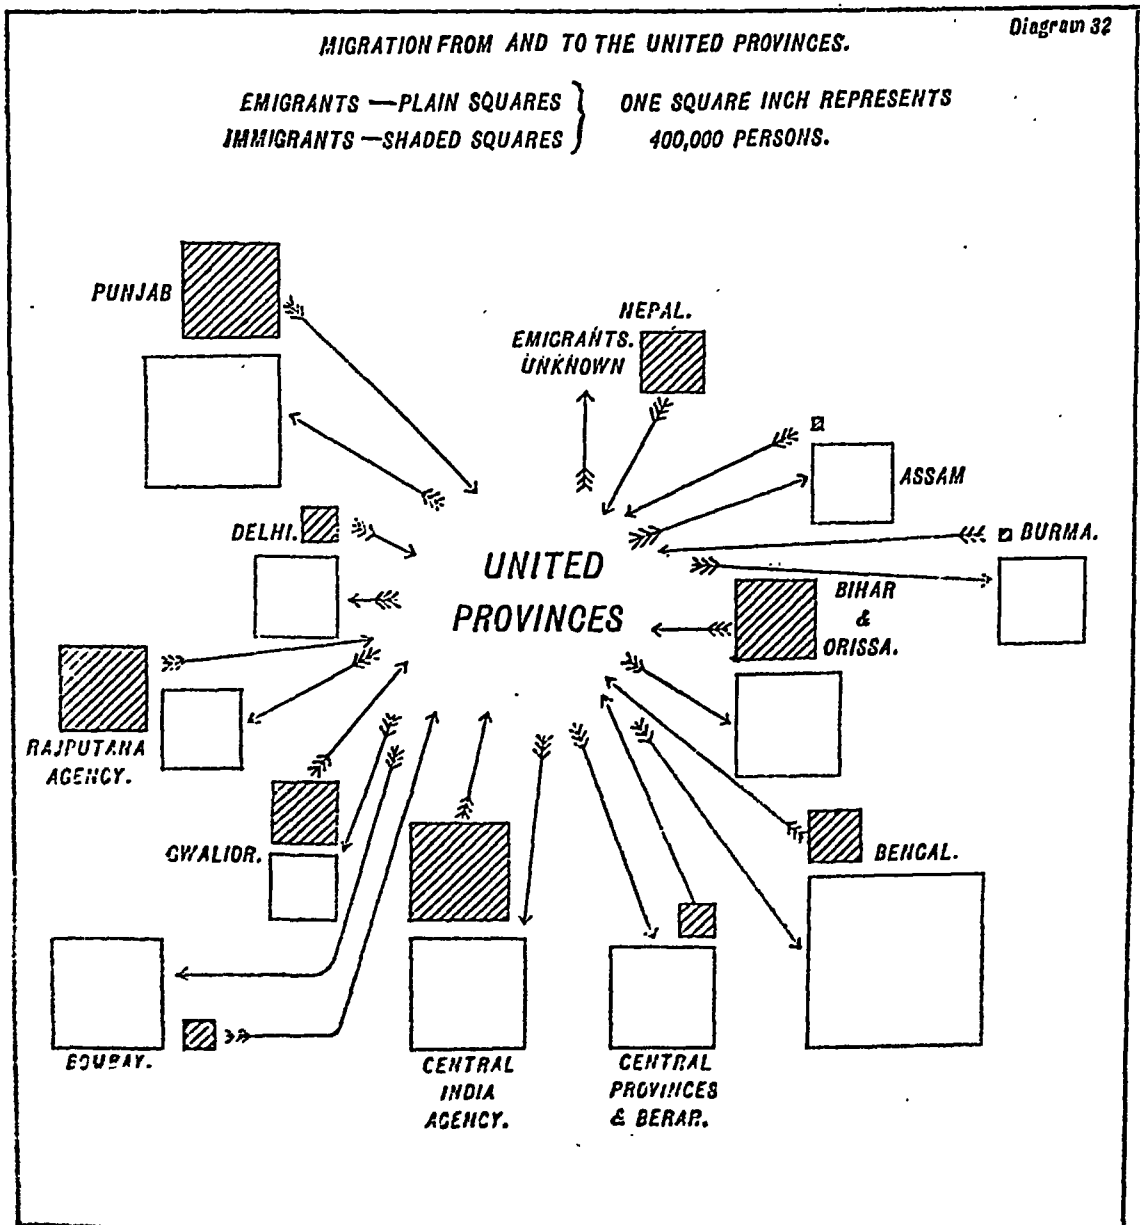 Diagram 32
MIGRATION FROM AND TO THE UNITED PROVINCES.
EMIGRANTS — PLAIN SQUARES } ONE SQUARE INCH REPRESENTS
IMMIGRANTS — SHADED SQUARES } 400,000 PERSONS.
PUNJAB
NEPAL.
EMIGRANTS.
UNKNOWN
ASSAM
DELHI.
BURMA.
UNITED
PROVINCES
BIHAR
&
ORISSA.
RAJPUTANA
AGENCY.
GWALIOR.
BENGAL.
BOMBAY.
CENTRAL
INDIA
AGENCY.
CENTRAL
PROVINCES
& BERAR.